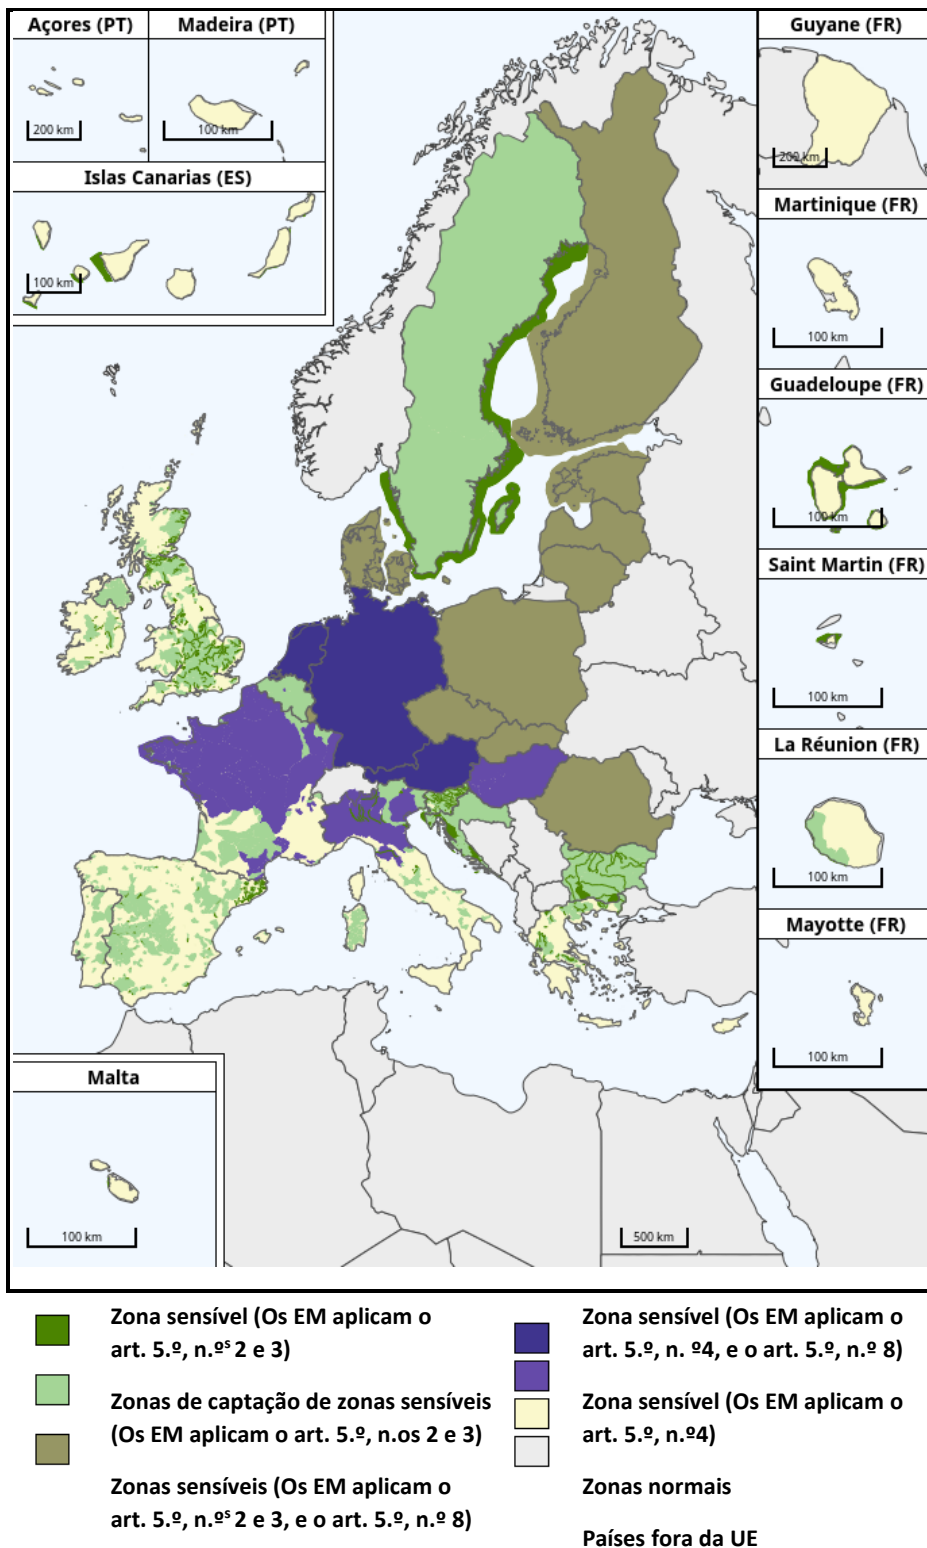 Açores (PT)
Madeira (PT)
200 km
100 km
Islas Canarias (ES)
100 km
Guyane (FR)
200 km
Martinique (FR)
100 km
Guadeloupe (FR)
100 km
Saint Martin (FR)
100 km
La Réunion (FR)
100 km
Mayotte (FR)
100 km
Malta
100 km
500 km
Zona sensível (Os EM aplicam o
art. 5.º, n.ºˢ 2 e 3)
Zonas de captação de zonas sensíveis
(Os EM aplicam o art. 5.º, n.os 2 e 3)
Zonas sensíveis (Os EM aplicam o
art. 5.º, n.ºˢ 2 e 3, e o art. 5.º, n.º 8)
Zona sensível (Os EM aplicam o
art. 5.º, n. º4, e o art. 5.º, n.º 8)
Zona sensível (Os EM aplicam o
art. 5.º, n.º4)
Zonas normais
Países fora da UE